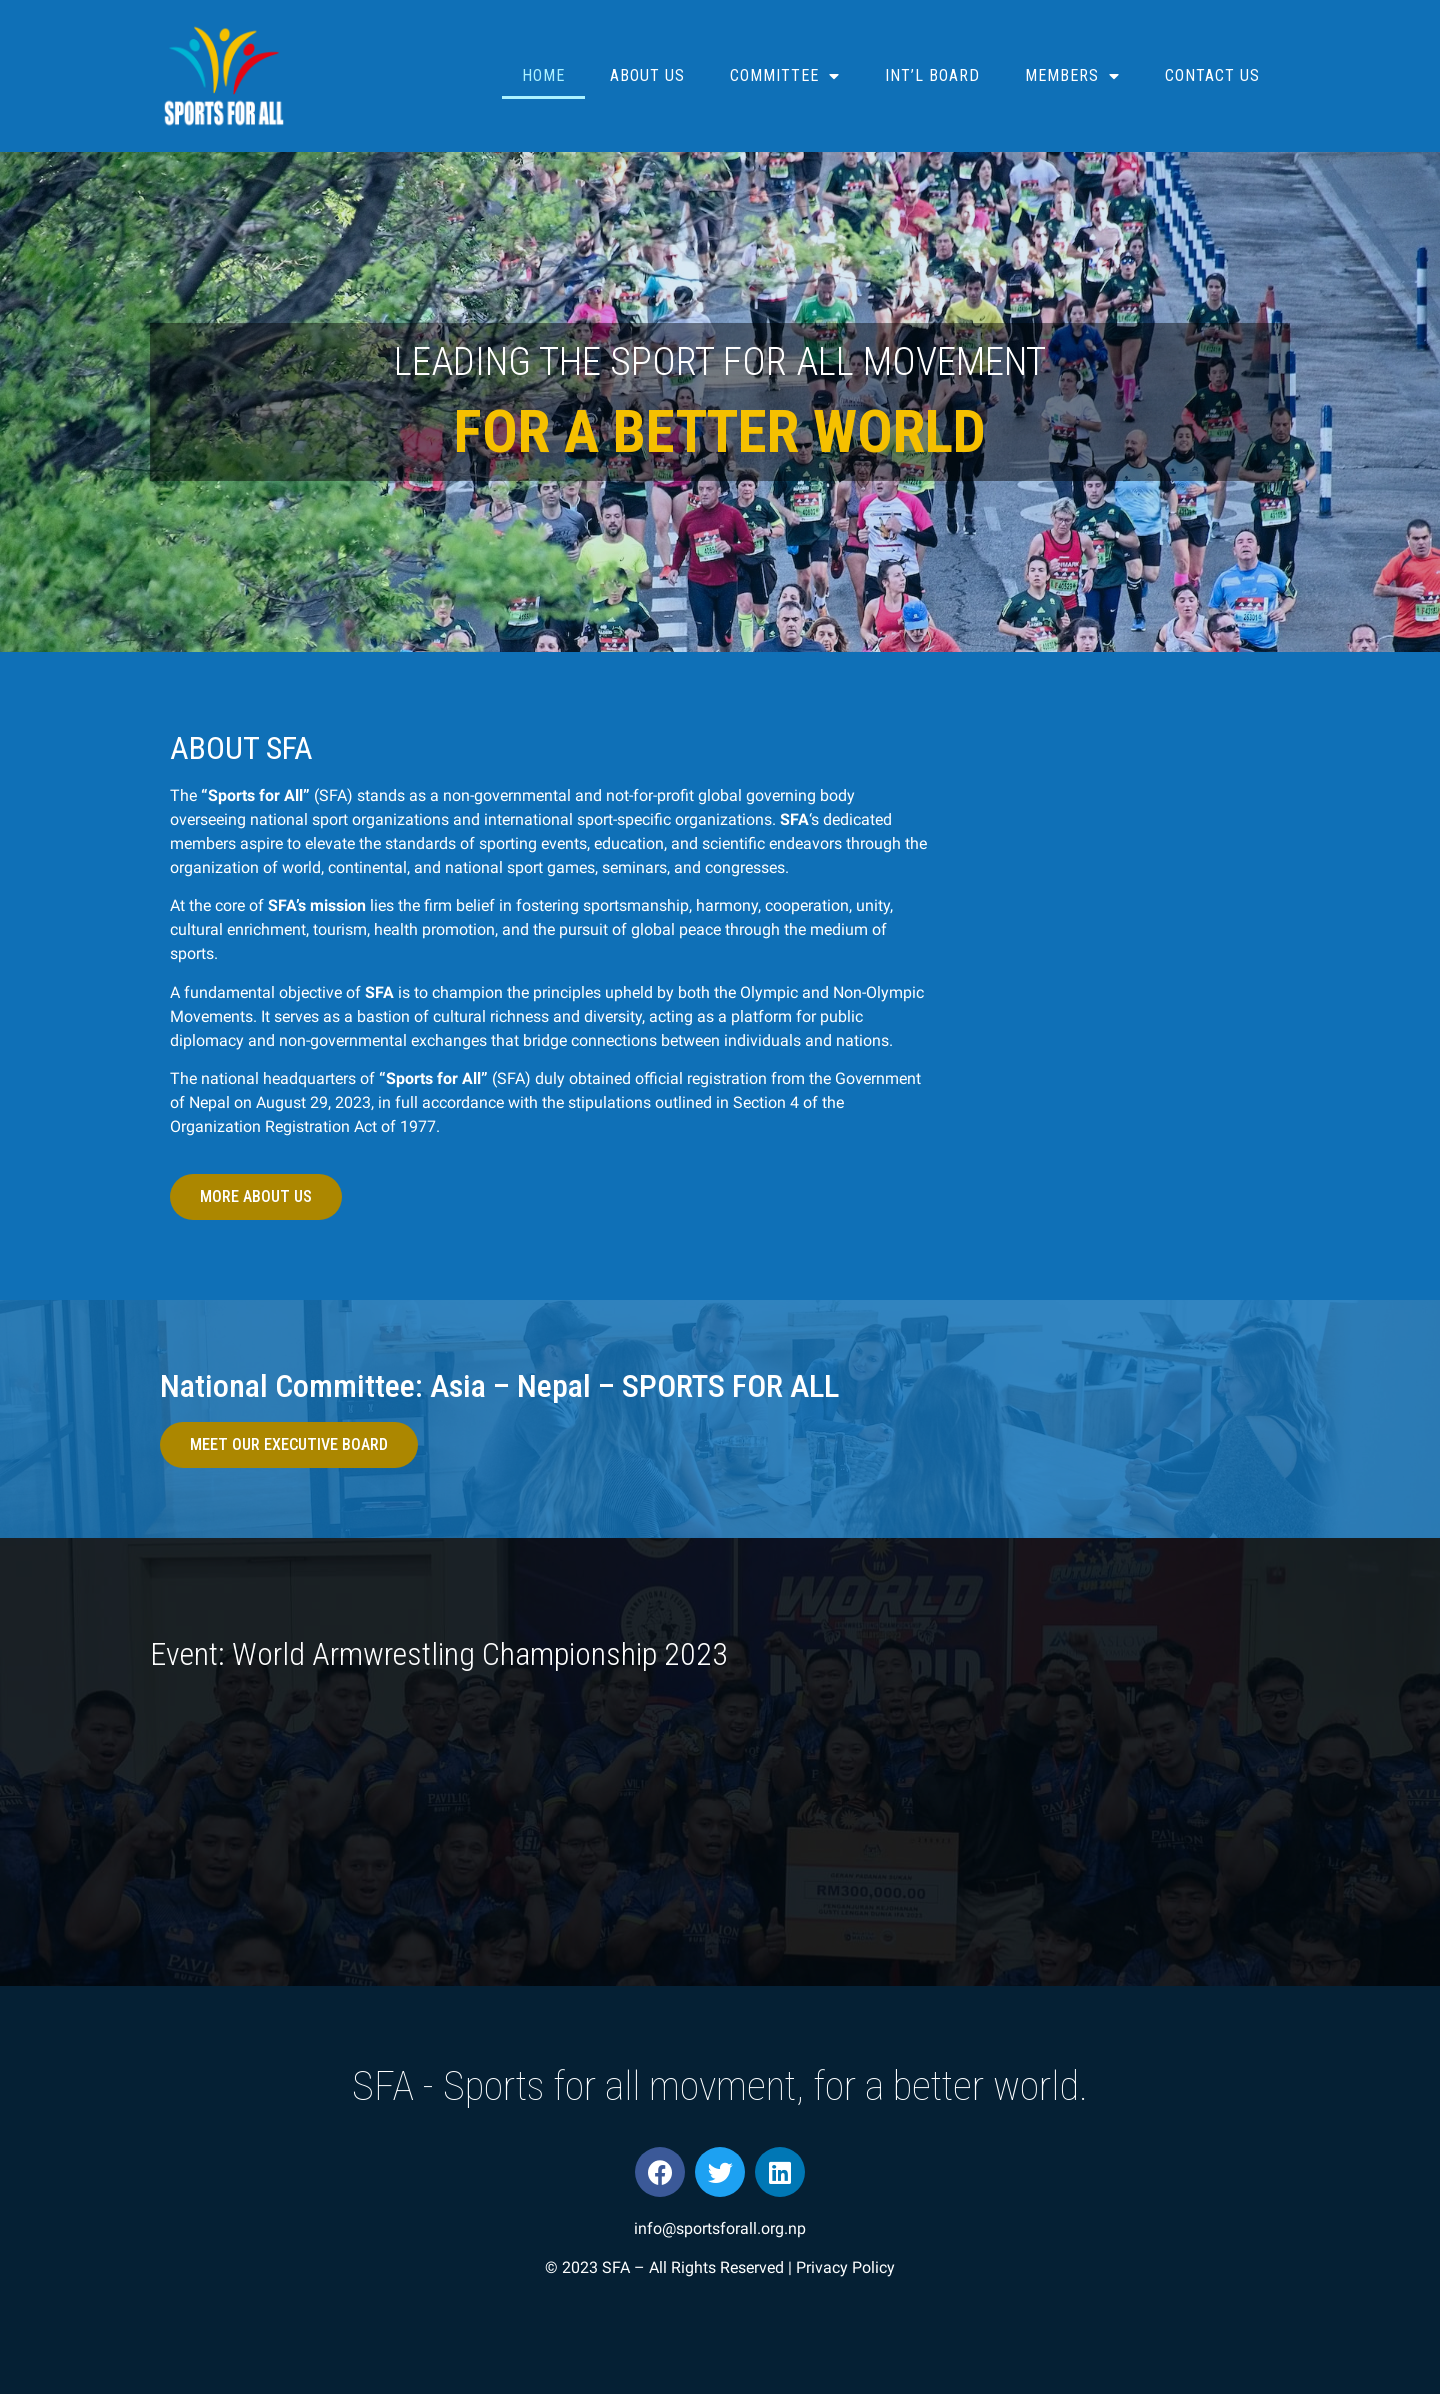 SPORTS FOR ALL
HOME
ABOUT US
COMMITTEE
INT’L BOARD
MEMBERS
CONTACT US
LEADING THE SPORT FOR ALL MOVEMENT
FOR A BETTER WORLD
ABOUT SFA
The “Sports for All” (SFA) stands as a non-governmental and not-for-profit global governing body
overseeing national sport organizations and international sport-specific organizations. SFA‘s dedicated
members aspire to elevate the standards of sporting events, education, and scientific endeavors through the
organization of world, continental, and national sport games, seminars, and congresses.
At the core of SFA’s mission lies the firm belief in fostering sportsmanship, harmony, cooperation, unity,
cultural enrichment, tourism, health promotion, and the pursuit of global peace through the medium of
sports.
A fundamental objective of SFA is to champion the principles upheld by both the Olympic and Non-Olympic
Movements. It serves as a bastion of cultural richness and diversity, acting as a platform for public
diplomacy and non-governmental exchanges that bridge connections between individuals and nations.
The national headquarters of “Sports for All” (SFA) duly obtained official registration from the Government
of Nepal on August 29, 2023, in full accordance with the stipulations outlined in Section 4 of the
Organization Registration Act of 1977.
MORE ABOUT US
National Committee: Asia – Nepal – SPORTS FOR ALL
MEET OUR EXECUTIVE BOARD
WORLD
FUTURE LAND
FUN ZONE
Event: World Armwrestling Championship 2023
PAVILION
RM300,000.00
PAVILION
SFA - Sports for all movment, for a better world.
info@sportsforall.org.np
© 2023 SFA – All Rights Reserved | Privacy Policy